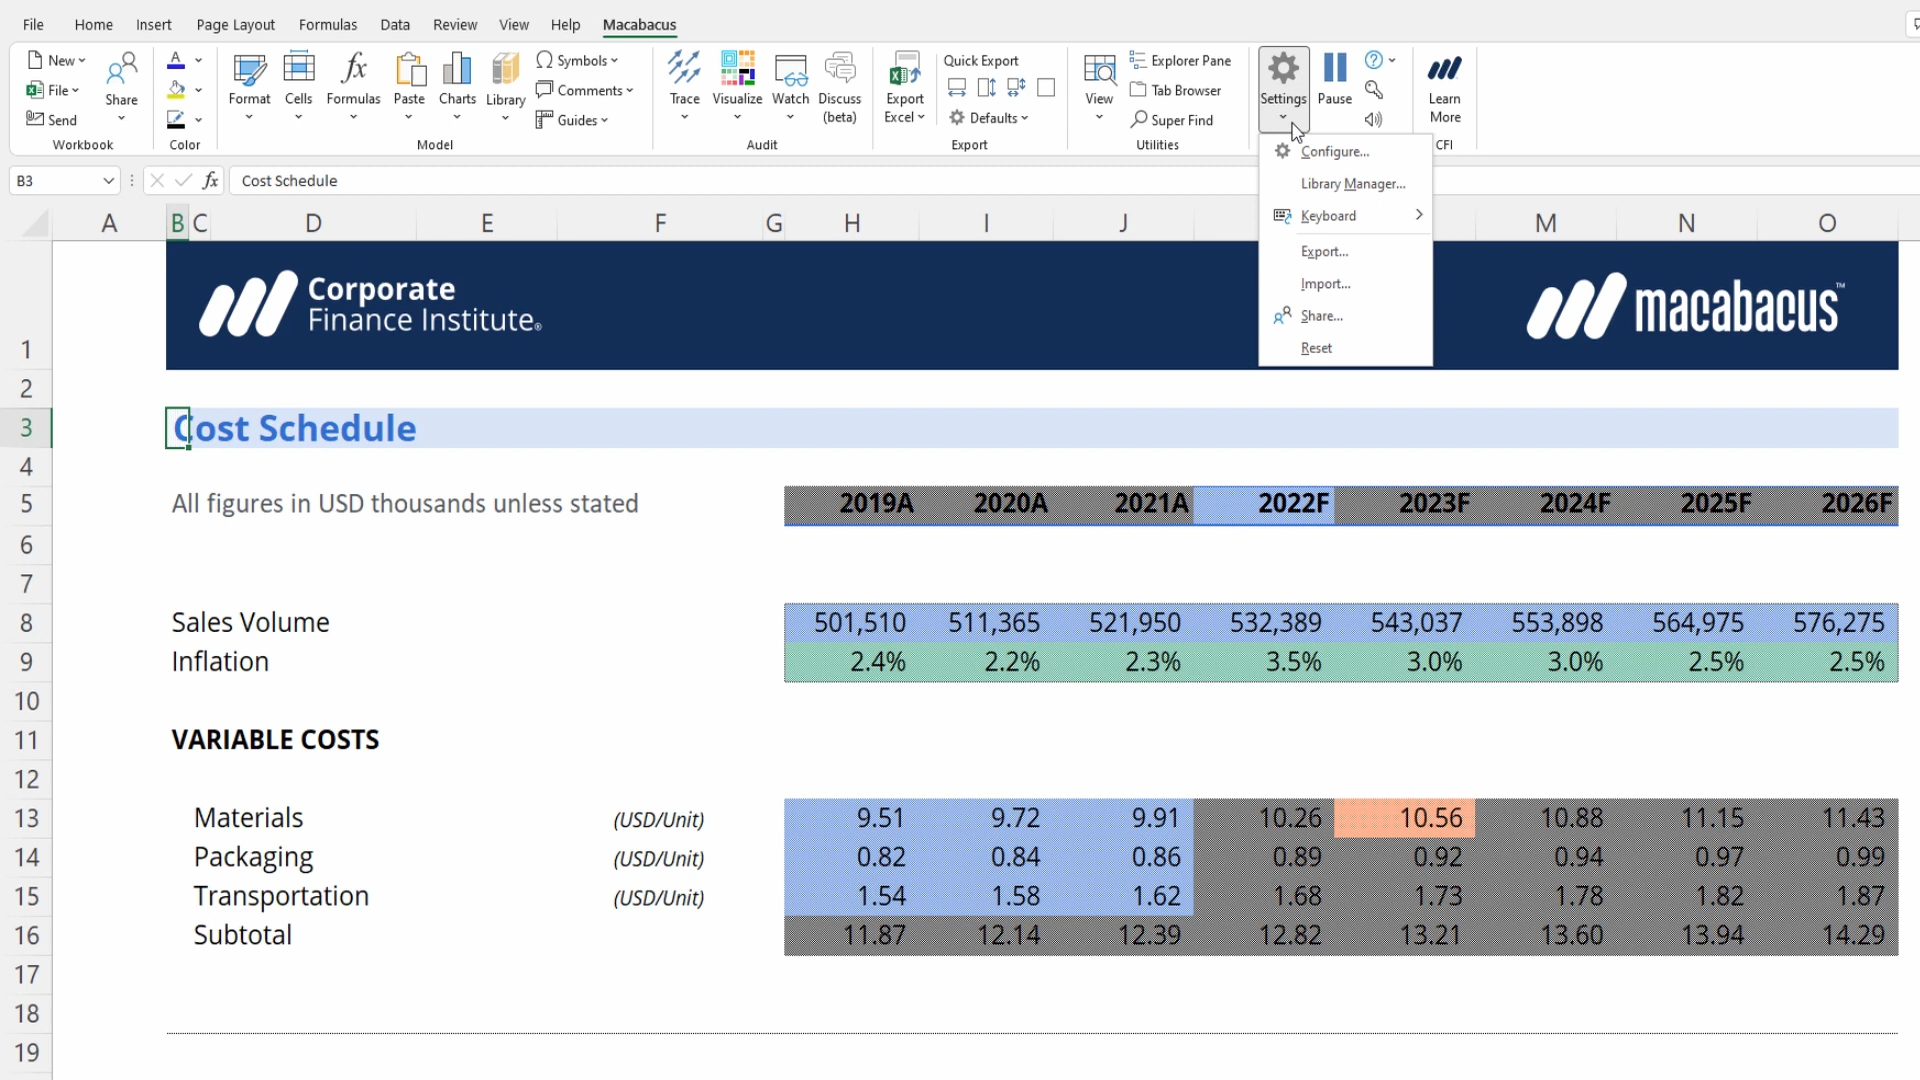 File Home Insert Page Layout Formulas Data Review View Help Macabacus
New Share Format Cells Formulas Paste Charts Library Symbols Trace Visualize Watch Discuss (beta) Export Excel Quick Export View Explorer Pane Settings Pause Learn More
File Comments Tab Browser
Send Guides Defaults Super Find
Workbook Color Model Audit Export Utilities CFI
B3 fx Cost Schedule
Configure...
Library Manager...
Keyboard
Export...
Import...
Share...
Reset
A B C D E F G H I J M N O
1 Corporate
Finance Institute® macabacus™
2
3 Cost Schedule
4
5 All figures in USD thousands unless stated 2019A 2020A 2021A 2022F 2023F 2024F 2025F 2026F
6
7
8 Sales Volume 501,510 511,365 521,950 532,389 543,037 553,898 564,975 576,275
9 Inflation 2.4% 2.2% 2.3% 3.5% 3.0% 3.0% 2.5% 2.5%
10
11 VARIABLE COSTS
12
13 Materials (USD/Unit) 9.51 9.72 9.91 10.26 10.56 10.88 11.15 11.43
14 Packaging (USD/Unit) 0.82 0.84 0.86 0.89 0.92 0.94 0.97 0.99
15 Transportation (USD/Unit) 1.54 1.58 1.62 1.68 1.73 1.78 1.82 1.87
16 Subtotal 11.87 12.14 12.39 12.82 13.21 13.60 13.94 14.29
17
18
19